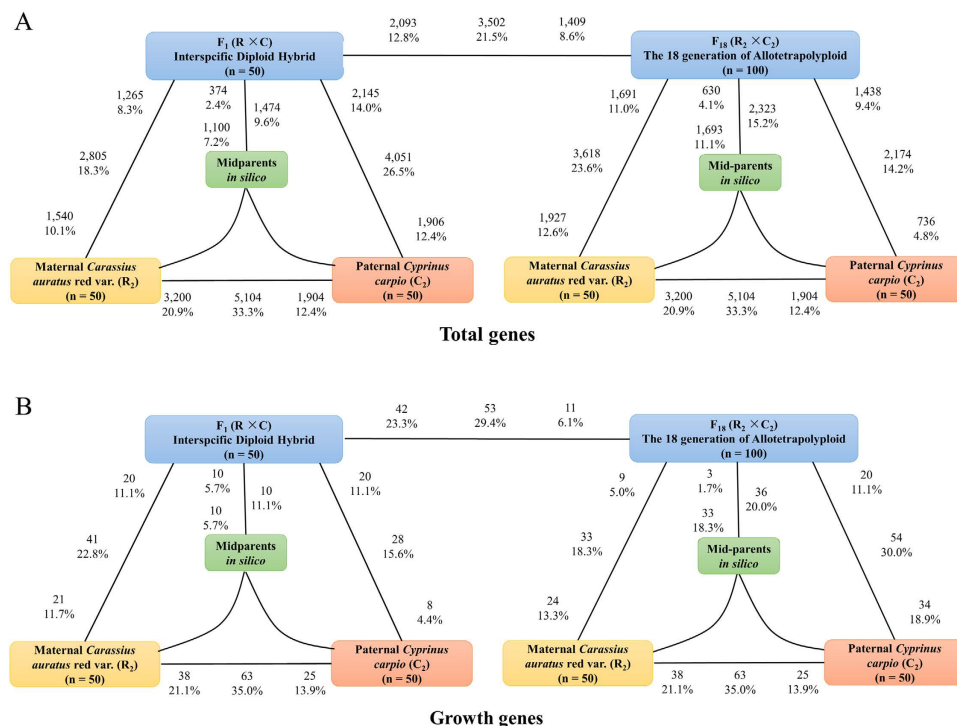 A
2,093 3,502 1,409
12.8% 21.5% 8.6%
F₁ (R ×C)
Interspcific Diploid Hybrid
(n = 50)
F₁₈ (R₂ ×C₂)
The 18 generation of Allotetrapolyploid
(n = 100)
1,265
8.3%
374
2.4%
1,474
9.6%
2,145
14.0%
1,100
7.2%
2,805
18.3%
4,051
26.5%
Midparents
in silico
1,540
10.1%
1,906
12.4%
Maternal Carassius
auratus red var. (R₂)
(n = 50)
Paternal Cyprinus
carpio (C₂)
(n = 50)
3,200 5,104 1,904
20.9% 33.3% 12.4%
1,691
11.0%
630
4.1%
2,323
15.2%
1,438
9.4%
1,693
11.1%
3,618
23.6%
2,174
14.2%
Mid-parents
in silico
1,927
12.6%
736
4.8%
Maternal Carassius
auratus red var. (R₂)
(n = 50)
Paternal Cyprinus
carpio (C₂)
(n = 50)
3,200 5,104 1,904
20.9% 33.3% 12.4%
Total genes
B
42 53 11
23.3% 29.4% 6.1%
F₁ (R ×C)
Interspcific Diploid Hybrid
(n = 50)
F₁₈ (R₂ ×C₂)
The 18 generation of Allotetrapolyploid
(n = 100)
20
11.1%
10
5.7%
10
11.1%
20
11.1%
10
5.7%
41
22.8%
28
15.6%
Midparents
in silico
21
11.7%
8
4.4%
Maternal Carassius
auratus red var. (R₂)
(n = 50)
Paternal Cyprinus
carpio (C₂)
(n = 50)
38 63 25
21.1% 35.0% 13.9%
9
5.0%
3
1.7%
36
20.0%
20
11.1%
33
18.3%
33
18.3%
54
30.0%
Mid-parents
in silico
24
13.3%
34
18.9%
Maternal Carassius
auratus red var. (R₂)
(n = 50)
Paternal Cyprinus
carpio (C₂)
(n = 50)
38 63 25
21.1% 35.0% 13.9%
Growth genes